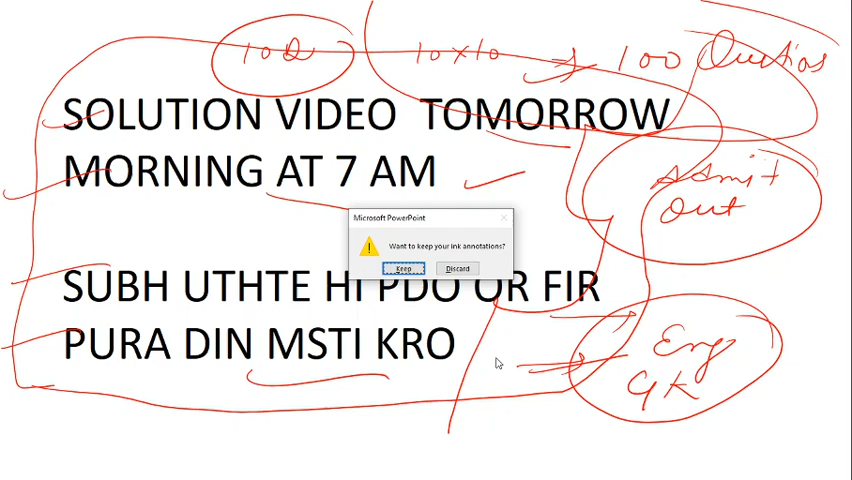 10Q 10x10 → 100 Questios
SOLUTION VIDEO TOMORROW
MORNING AT 7 AM
Admit
Out
Microsoft PowerPoint
Want to keep your ink annotations?
Keep Discard
SUBH UTHTE HI PDO OR FIR
PURA DIN MSTI KRO
Eng
GK